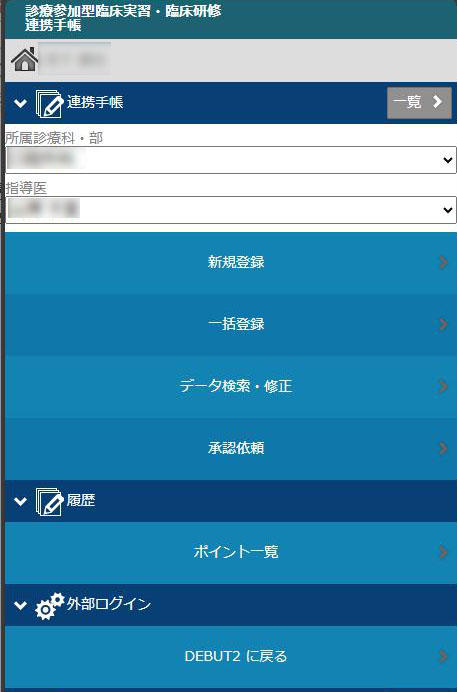 診療参加型臨床実習・臨床研修
連携手帳
連携手帳
一覧
所属診療科・部
指導医
新規登録
一括登録
データ検索・修正
承認依頼
履歴
ポイント一覧
外部ログイン
DEBUT2 に戻る